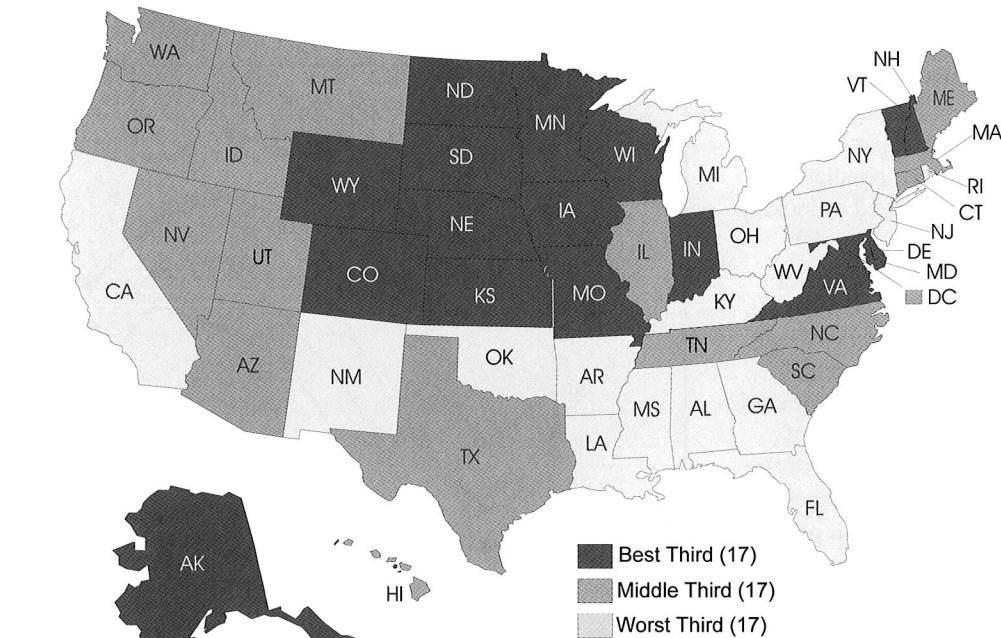 WA
MT
ND
MN
NH
VT
ME
OR
ID
SD
WI
MA
WY
MI
NY
RI
NE
IA
CT
NV
UT
PA
NJ
IL
IN
OH
DE
CO
WV
MD
CA
KS
MO
KY
VA
DC
NC
TN
AZ
NM
OK
AR
SC
MS
AL
GA
LA
TX
FL
AK
HI
Best Third (17)
Middle Third (17)
Worst Third (17)